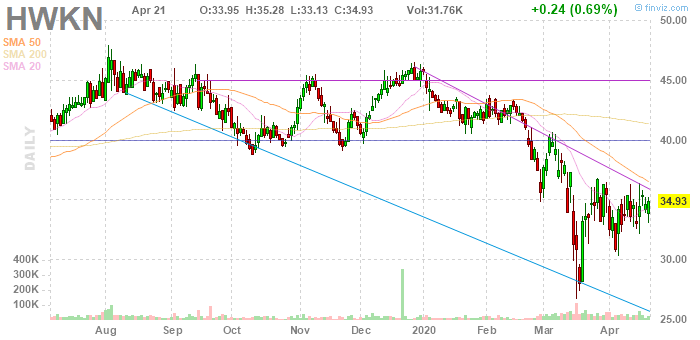 HWKN Apr 21 O:33.95 H:35.28 L:33.13 C:34.93 Vol:31.76K +0.24 (0.69%) © finviz.com
SMA 50
SMA 200
SMA 20
DAILY
50.00
45.00
40.00
34.93
30.00
25.00
400K
300K
200K
100K
Aug Sep Oct Nov Dec 2020 Feb Mar Apr